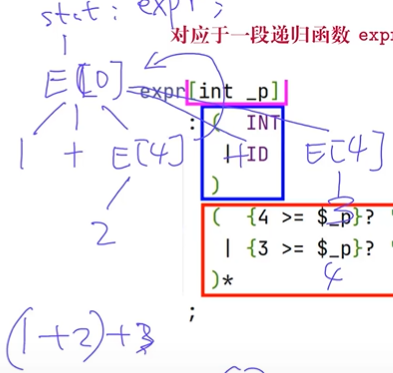 stat : expr ;
对应于一段递归函数 expr
E[0]
expr[int _p]
: ( INT
1 + E[4] | ID + E[4]
)
2
3
( {4 >= $_p}? '
| {3 >= $_p}? '
4
)*
;
(1+2)+3